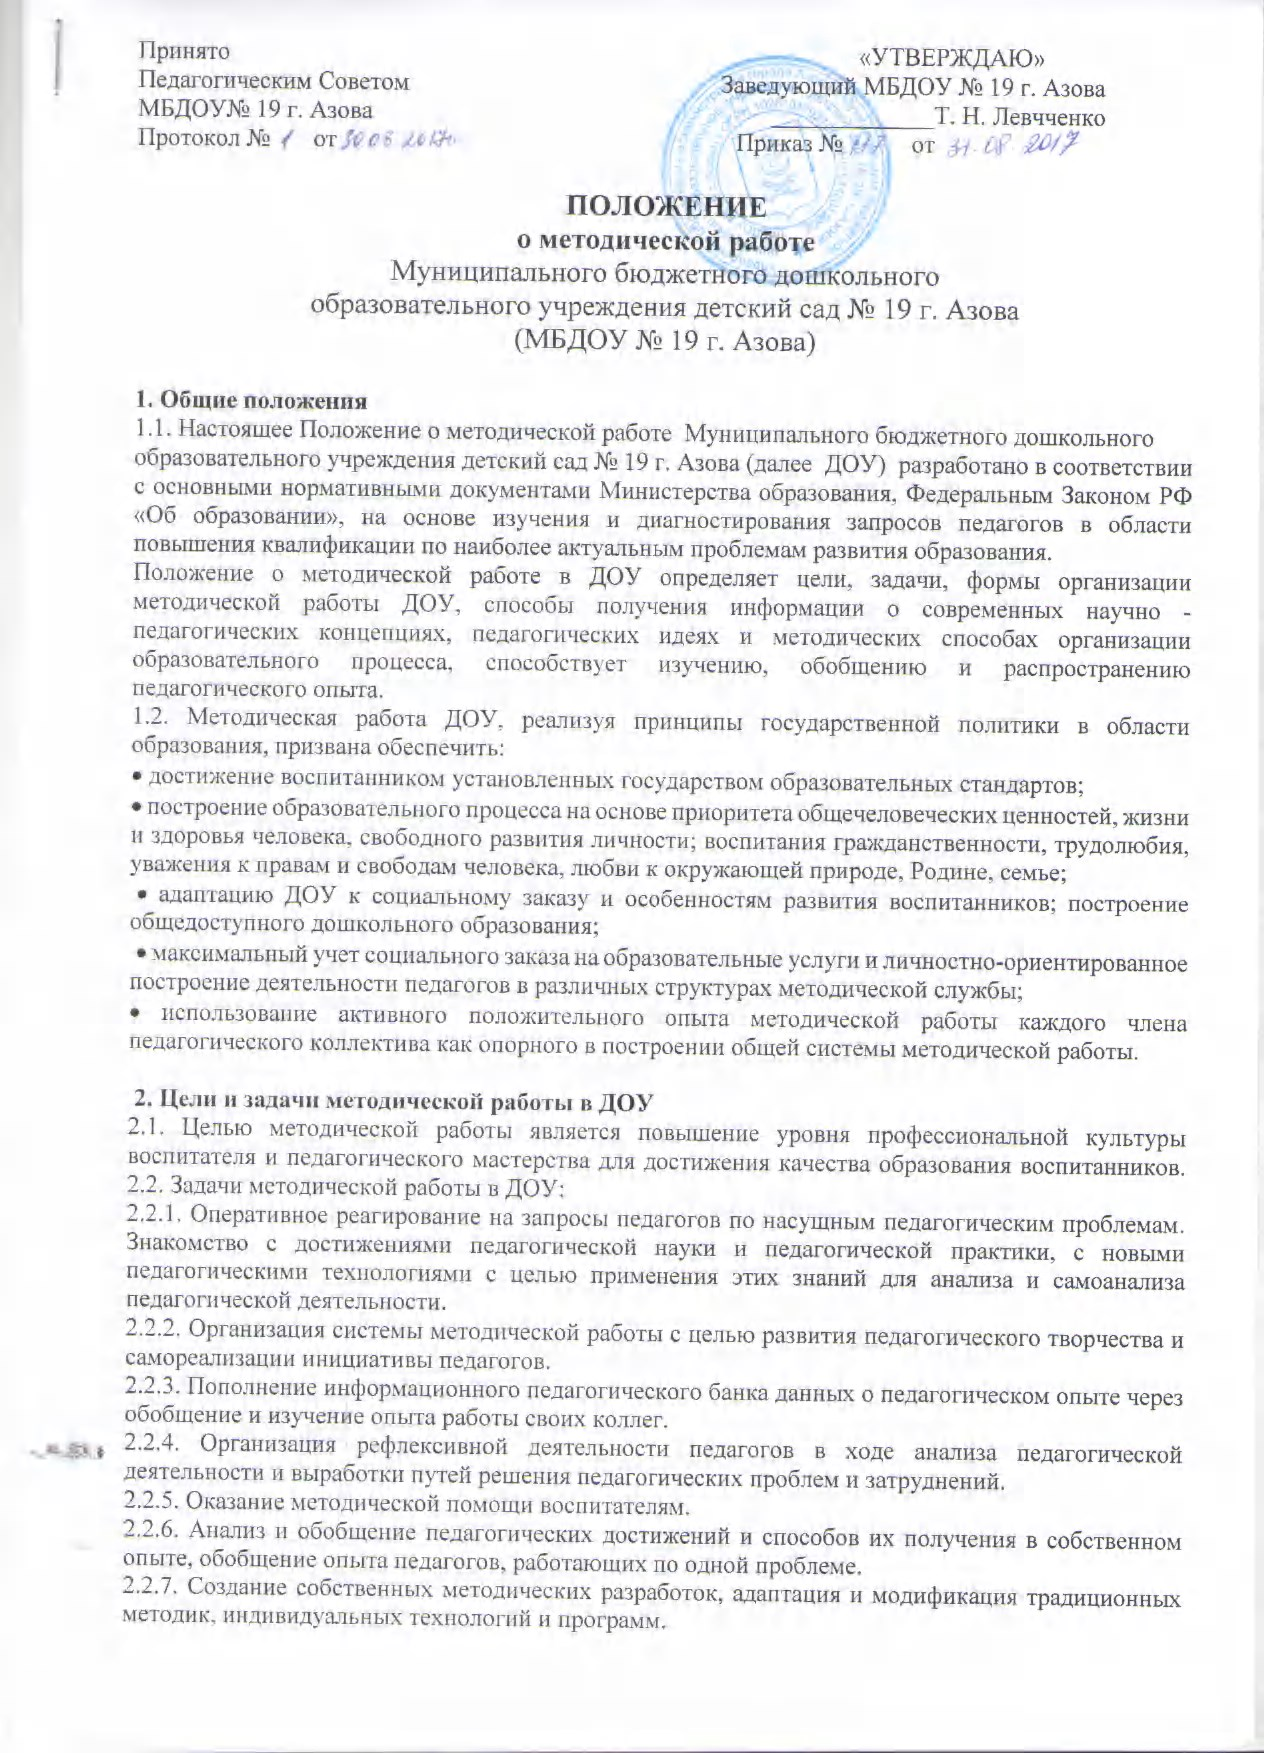 Принято
Педагогическим Советом
МБДОУ№ 19 г. Азова
Протокол № 1 от 30 08 2017г.
«УТВЕРЖДАЮ»
Заведующий МБДОУ № 19 г. Азова
_____________Т. Н. Левченко
Приказ № от 31.08 2017
ПОЛОЖЕНИЕ
о методической работе
Муниципального бюджетного дошкольного
образовательного учреждения детский сад № 19 г. Азова
(МБДОУ № 19 г. Азова)
1. Общие положения
1.1. Настоящее Положение о методической работе Муниципального бюджетного дошкольного
образовательного учреждения детский сад № 19 г. Азова (далее ДОУ) разработано в соответствии
с основными нормативными документами Министерства образования, Федеральным Законом РФ
«Об образовании», на основе изучения и диагностирования запросов педагогов в области
повышения квалификации по наиболее актуальным проблемам развития образования.
Положение о методической работе в ДОУ определяет цели, задачи, формы организации
методической работы ДОУ, способы получения информации о современных научно -
педагогических концепциях, педагогических идеях и методических способах организации
образовательного процесса, способствует изучению, обобщению и распространению
педагогического опыта.
1.2. Методическая работа ДОУ, реализуя принципы государственной политики в области
образования, призвана обеспечить:
• достижение воспитанником установленных государством образовательных стандартов;
• построение образовательного процесса на основе приоритета общечеловеческих ценностей, жизни
и здоровья человека, свободного развития личности; воспитания гражданственности, трудолюбия,
уважения к правам и свободам человека, любви к окружающей природе, Родине, семье;
• адаптацию ДОУ к социальному заказу и особенностям развития воспитанников; построение
общедоступного дошкольного образования;
• максимальный учет социального заказа на образовательные услуги и личностно-ориентированное
построение деятельности педагогов в различных структурах методической службы;
• использование активного положительного опыта методической работы каждого члена
педагогического коллектива как опорного в построении общей системы методической работы.
2. Цели и задачи методической работы в ДОУ
2.1. Целью методической работы является повышение уровня профессиональной культуры
воспитателя и педагогического мастерства для достижения качества образования воспитанников.
2.2. Задачи методической работы в ДОУ:
2.2.1. Оперативное реагирование на запросы педагогов по насущным педагогическим проблемам.
Знакомство с достижениями педагогической науки и педагогической практики, с новыми
педагогическими технологиями с целью применения этих знаний для анализа и самоанализа
педагогической деятельности.
2.2.2. Организация системы методической работы с целью развития педагогического творчества и
самореализации инициативы педагогов.
2.2.3. Пополнение информационного педагогического банка данных о педагогическом опыте через
обобщение и изучение опыта работы своих коллег.
2.2.4. Организация рефлексивной деятельности педагогов в ходе анализа педагогической
деятельности и выработки путей решения педагогических проблем и затруднений.
2.2.5. Оказание методической помощи воспитателям.
2.2.6. Анализ и обобщение педагогических достижений и способов их получения в собственном
опыте, обобщение опыта педагогов, работающих по одной проблеме.
2.2.7. Создание собственных методических разработок, адаптация и модификация традиционных
методик, индивидуальных технологий и программ.